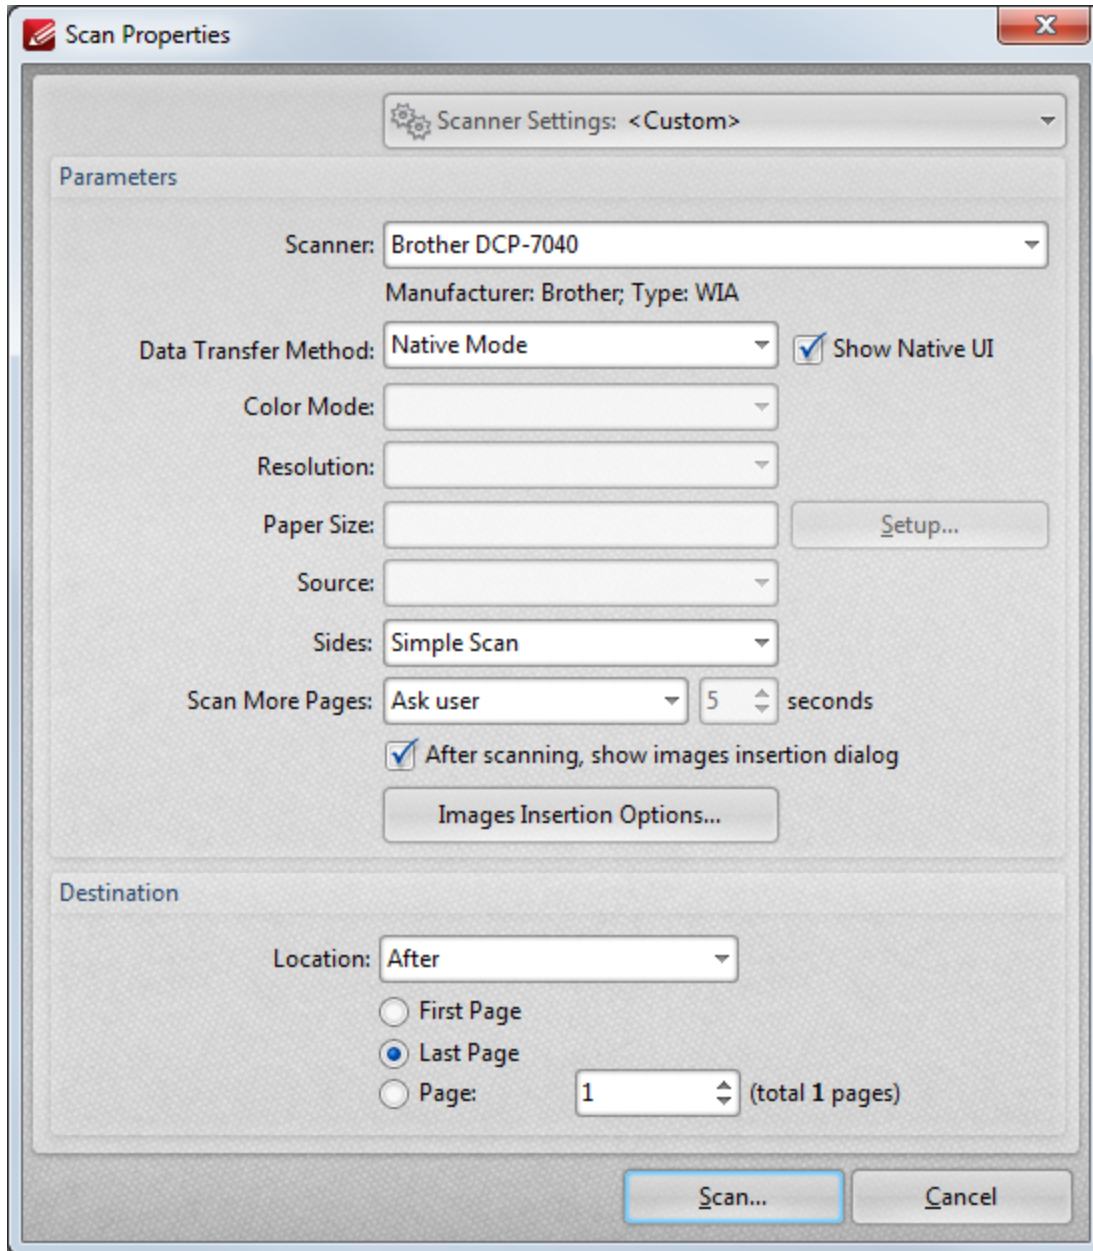 Scan Properties
Scanner Settings: <Custom>
Parameters
Scanner: Brother DCP-7040
Manufacturer: Brother; Type: WIA
Data Transfer Method: Native Mode Show Native UI
Color Mode:
Resolution:
Paper Size: Setup...
Source:
Sides: Simple Scan
Scan More Pages: Ask user 5 seconds
After scanning, show images insertion dialog
Images Insertion Options...
Destination
Location: After
First Page
Last Page
Page: 1 (total 1 pages)
Scan... Cancel